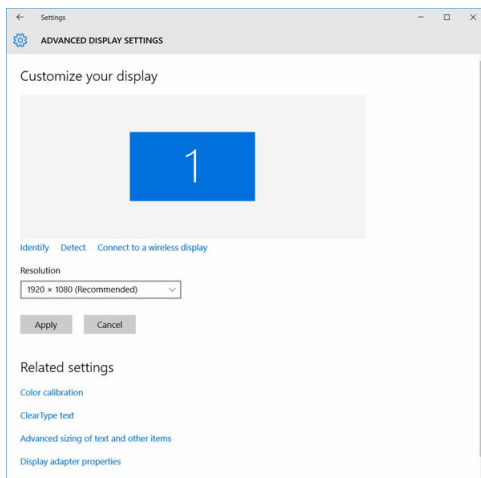 Settings
ADVANCED DISPLAY SETTINGS
Customize your display
1
Identify Detect Connect to a wireless display
Resolution
1920 × 1080 (Recommended)
Apply Cancel
Related settings
Color calibration
ClearType text
Advanced sizing of text and other items
Display adapter properties